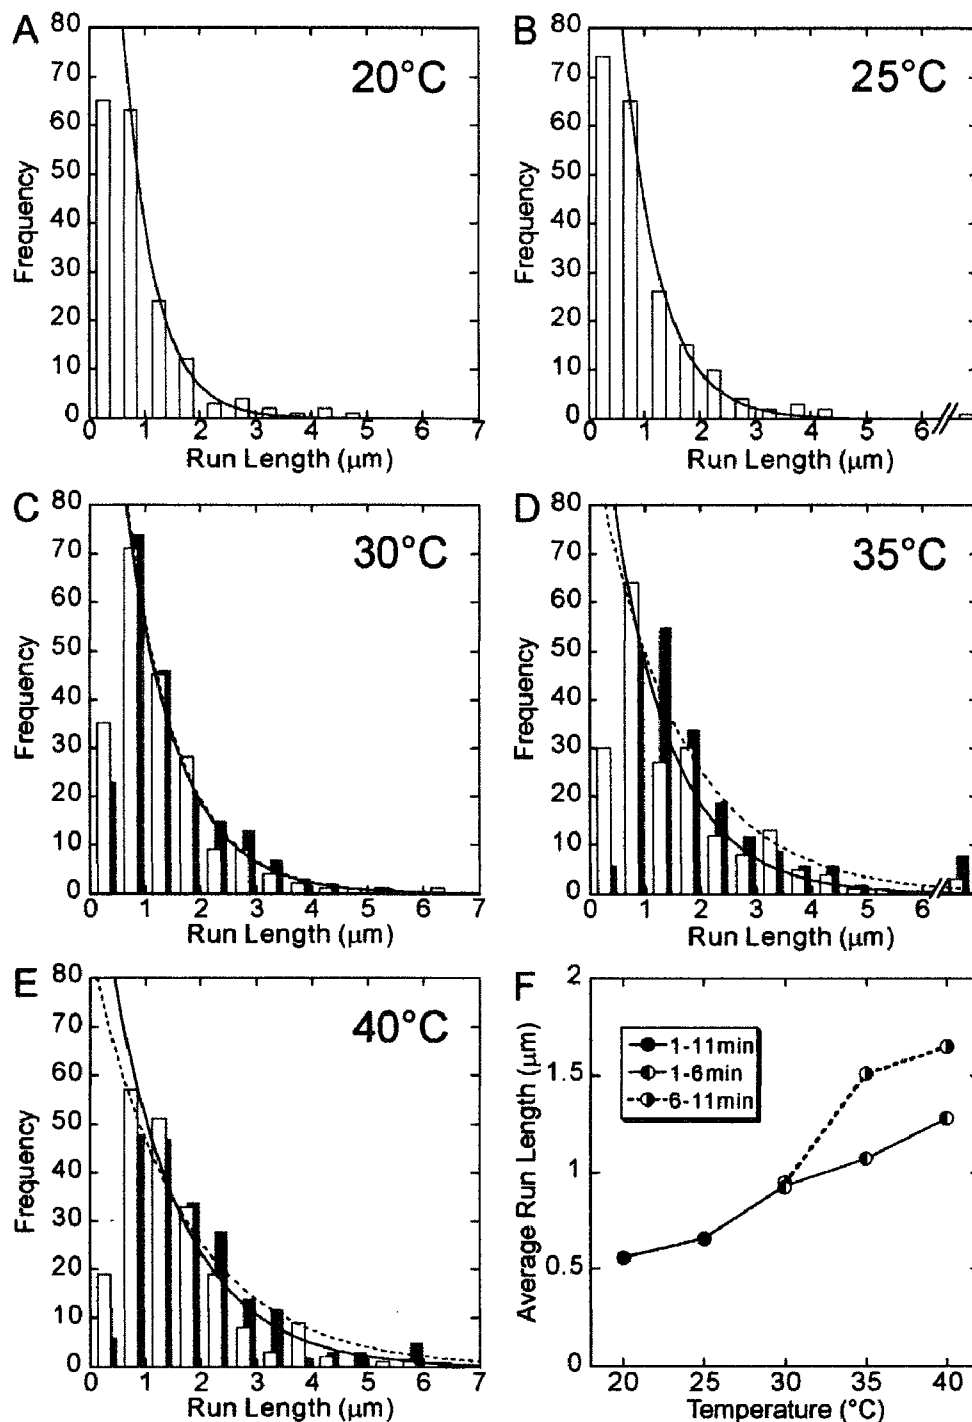 A
20°C
Frequency
80
70
60
50
40
30
20
10
0
0 1 2 3 4 5 6 7
Run Length (μm)
B
25°C
Frequency
80
70
60
50
40
30
20
10
0
0 1 2 3 4 5 6
Run Length (μm)
C
30°C
Frequency
80
70
60
50
40
30
20
10
0
0 1 2 3 4 5 6 7
Run Length (μm)
D
35°C
Frequency
80
70
60
50
40
30
20
10
0
0 1 2 3 4 5 6
Run Length (μm)
E
40°C
Frequency
80
70
60
50
40
30
20
10
0
0 1 2 3 4 5 6 7
Run Length (μm)
F
Average Run Length (μm)
2
1.5
1
0.5
0
1-11min
1-6min
6-11min
20 25 30 35 40
Temperature (°C)